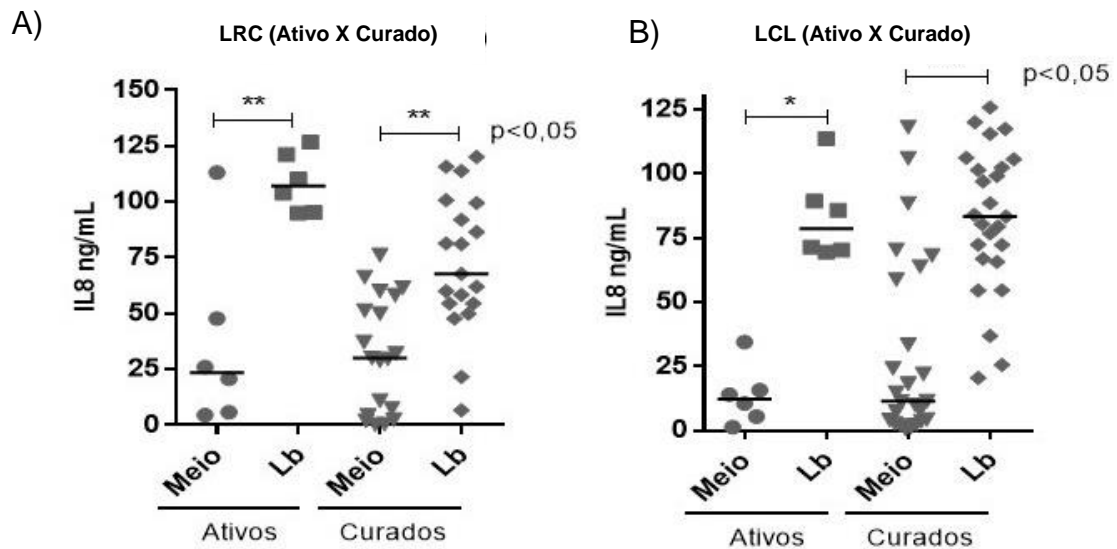 A)
LRC (Ativo X Curado)
IL8 ng/mL
150
125
100
75
50
25
0
**
**
p<0,05
Meio
Lb
Meio
Lb
Ativos
Curados
B)
LCL (Ativo X Curado)
IL8 ng/mL
125
100
75
50
25
0
*
p<0,05
Meio
Lb
Meio
Lb
Ativos
Curados